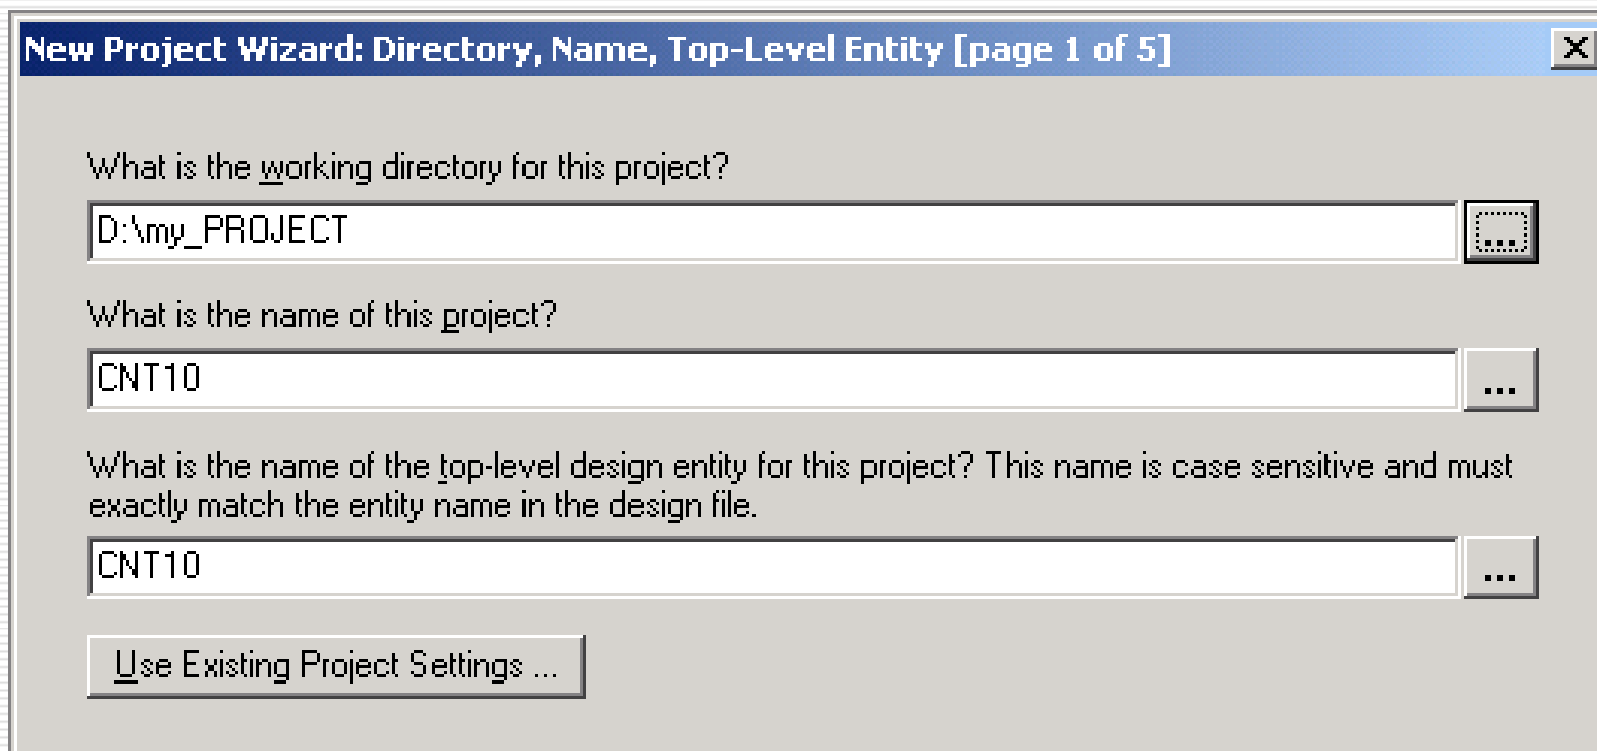 New Project Wizard: Directory, Name, Top-Level Entity [page 1 of 5]
What is the working directory for this project?
D:\my_PROJECT
...
What is the name of this project?
CNT10
...
What is the name of the top-level design entity for this project? This name is case sensitive and must
exactly match the entity name in the design file.
CNT10
...
Use Existing Project Settings ...